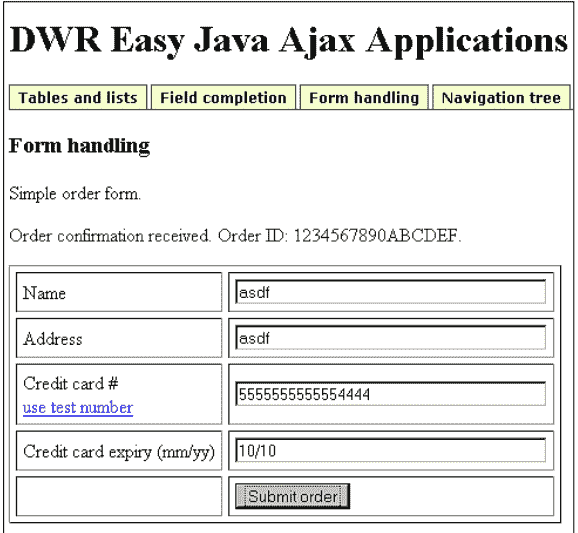 DWR Easy Java Ajax Applications
Tables and lists Field completion Form handling Navigation tree
Form handling
Simple order form.
Order confirmation received. Order ID: 1234567890ABCDEF.
Name asdf
Address asdf
Credit card #
use test number 5555555555554444
Credit card expiry (mm/yy) 10/10
Submit order